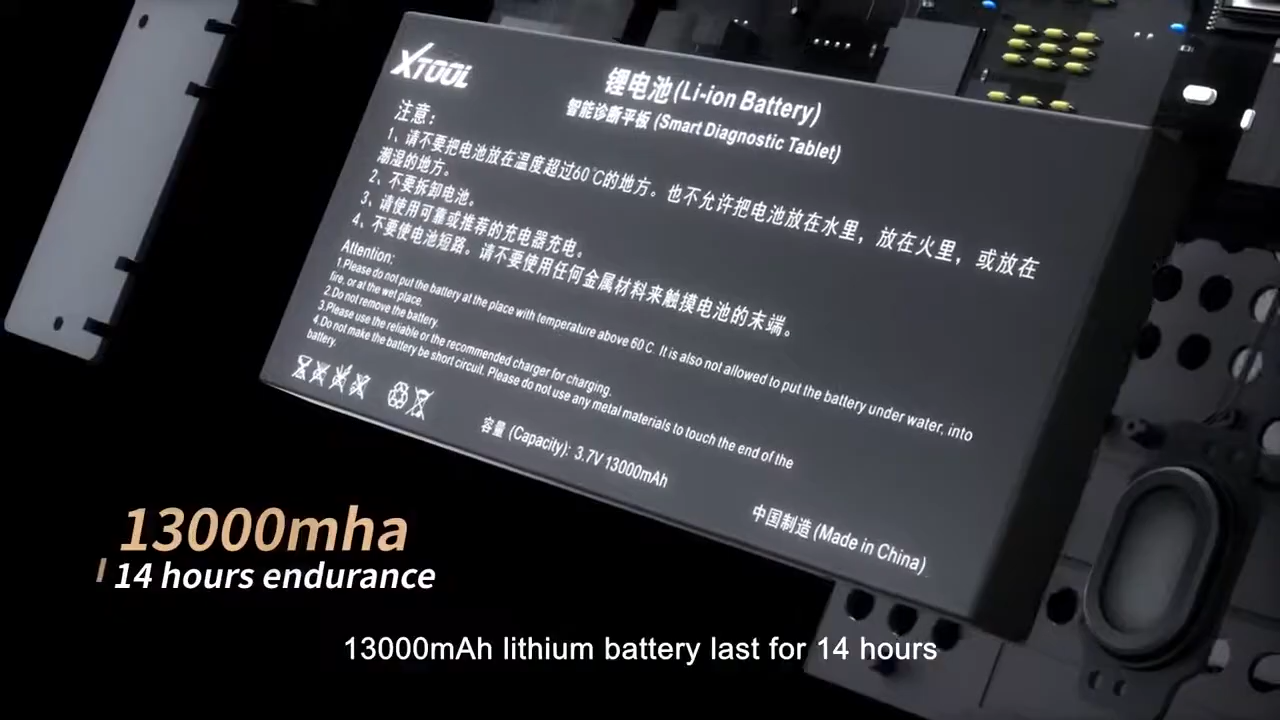 XTOOL
锂电池 (Li-ion Battery)
智能诊断平板 (Smart Diagnostic Tablet)
注意：
1、请不要把电池放在温度超过60℃的地方。也不允许把电池放在水里，放在火里，或放在
潮湿的地方。
2、不要拆卸电池。
3、请使用可靠或推荐的充电器充电。
4、不要使电池短路。请不要使用任何金属材料来触摸电池的末端。
Attention:
1.Please do not put the battery at the place with temperature above 60 C. It is also not allowed to put the battery under water, into
fire, or at the wet place.
2.Do not remove the battery.
3.Please use the reliable or the recommended charger for charging.
4.Do not make the battery be short circuit. Please do not use any metal materials to touch the end of the
battery.
容量 (Capacity): 3.7V 13000mAh
中国制造 (Made in China)
13000mha
14 hours endurance
13000mAh lithium battery last for 14 hours